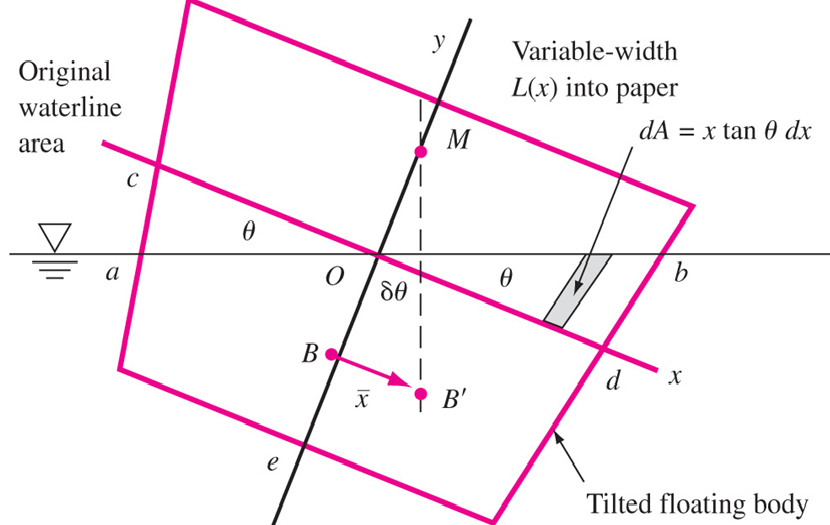 y
Variable-width
L(x) into paper
Original
waterline
area
dA = x tan θ dx
M
c
θ
a
O
δθ
θ
b
B
x̄
B′
d
x
e
Tilted floating body